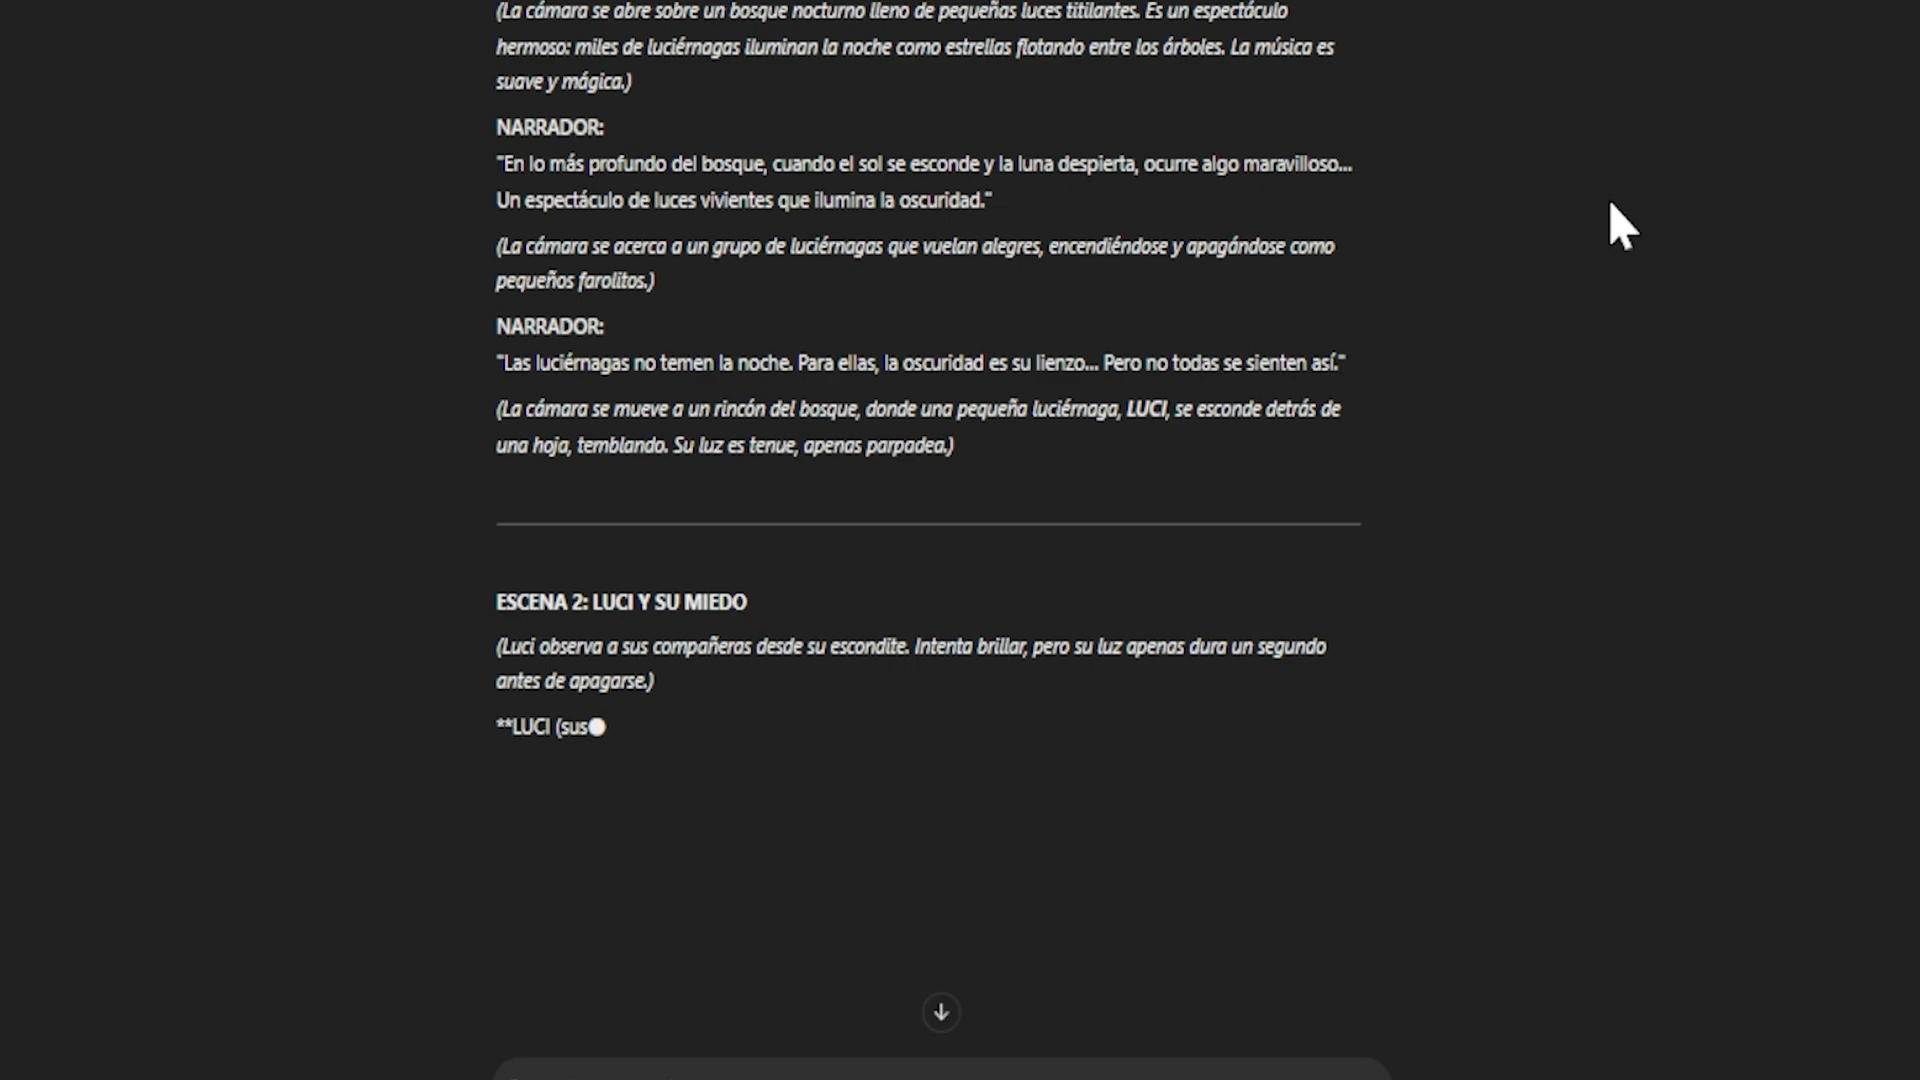 (La cámara se abre sobre un bosque nocturno lleno de pequeñas luces titilantes. Es un espectáculo
hermoso: miles de luciérnagas iluminan la noche como estrellas flotando entre los árboles. La música es
suave y mágica.)
NARRADOR:
"En lo más profundo del bosque, cuando el sol se esconde y la luna despierta, ocurre algo maravilloso...
Un espectáculo de luces vivientes que ilumina la oscuridad."
(La cámara se acerca a un grupo de luciérnagas que vuelan alegres, encendiéndose y apagándose como
pequeños farolitos.)
NARRADOR:
"Las luciérnagas no temen la noche. Para ellas, la oscuridad es su lienzo... Pero no todas se sienten así."
(La cámara se mueve a un rincón del bosque, donde una pequeña luciérnaga, LUCI, se esconde detrás de
una hoja, temblando. Su luz es tenue, apenas parpadea.)
ESCENA 2: LUCI Y SU MIEDO
(Luci observa a sus compañeras desde su escondite. Intenta brillar, pero su luz apenas dura un segundo
antes de apagarse.)
**LUCI (sus